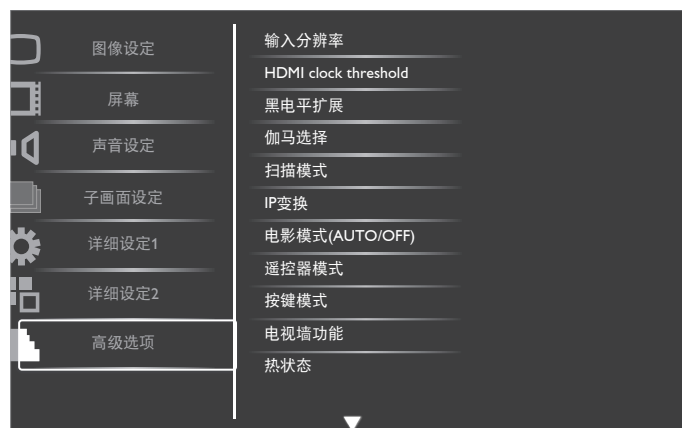 图像设定
屏幕
声音设定
子画面设定
详细设定1
详细设定2
高级选项
输入分辨率
HDMI clock threshold
黑电平扩展
伽马选择
扫描模式
IP变换
电影模式(AUTO/OFF)
遥控器模式
按键模式
电视墙功能
热状态